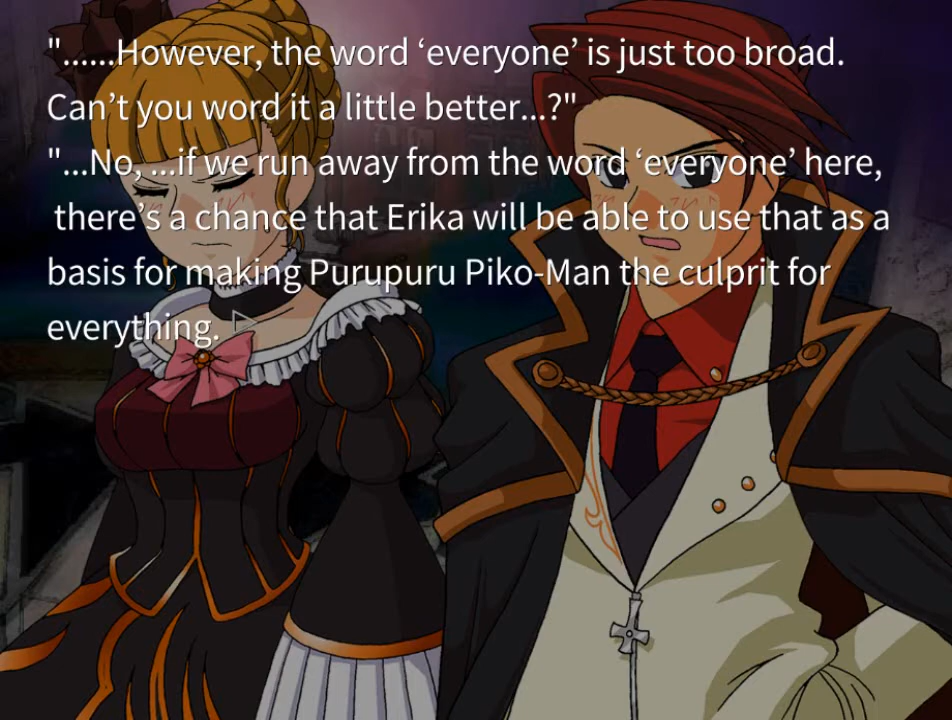 "......However, the word ‘everyone’ is just too broad.
Can’t you word it a little better...?"
"...No, ...if we run away from the word ‘everyone’ here,
there’s a chance that Erika will be able to use that as a
basis for making Purupuru Piko-Man the culprit for
everything.